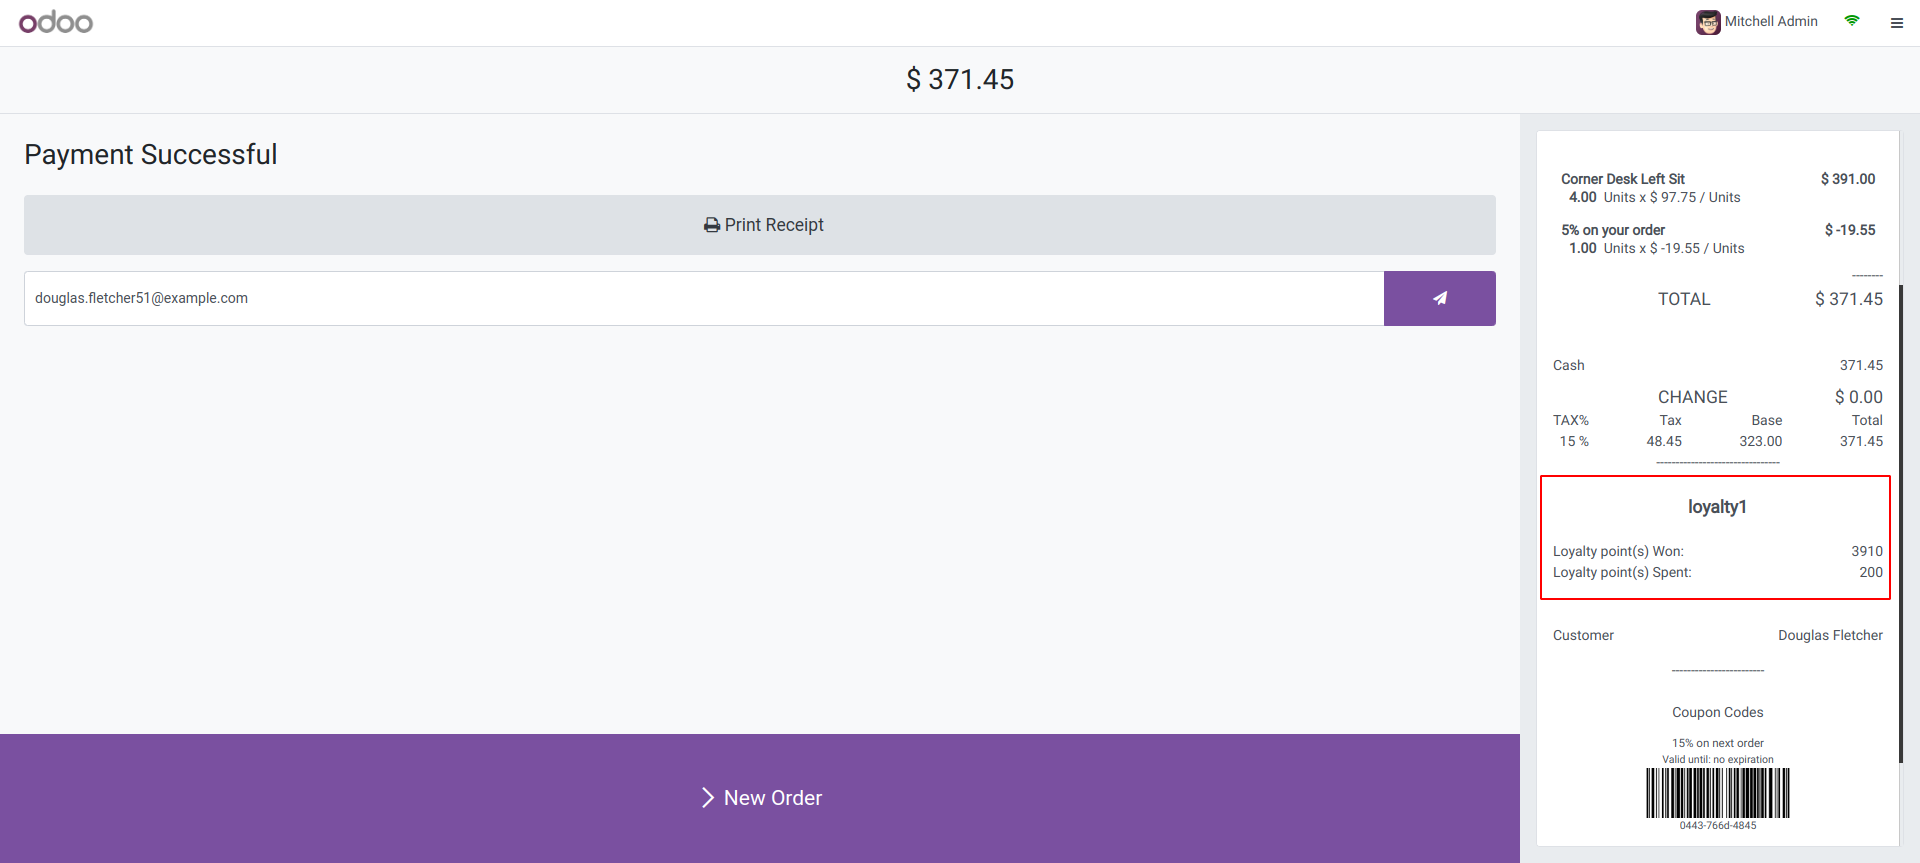 odoo
Mitchell Admin
$ 371.45
Payment Successful
Print Receipt
douglas.fletcher51@example.com
New Order
Corner Desk Left Sit $ 391.00
4.00 Units x $ 97.75 / Units
5% on your order $ -19.55
1.00 Units x $ -19.55 / Units
--------
TOTAL $ 371.45
Cash 371.45
CHANGE $ 0.00
TAX% Tax Base Total
15 % 48.45 323.00 371.45
--------------------------------
loyalty1
Loyalty point(s) Won: 3910
Loyalty point(s) Spent: 200
Customer Douglas Fletcher
------------------------
Coupon Codes
15% on next order
Valid until: no expiration
0443-766d-4845